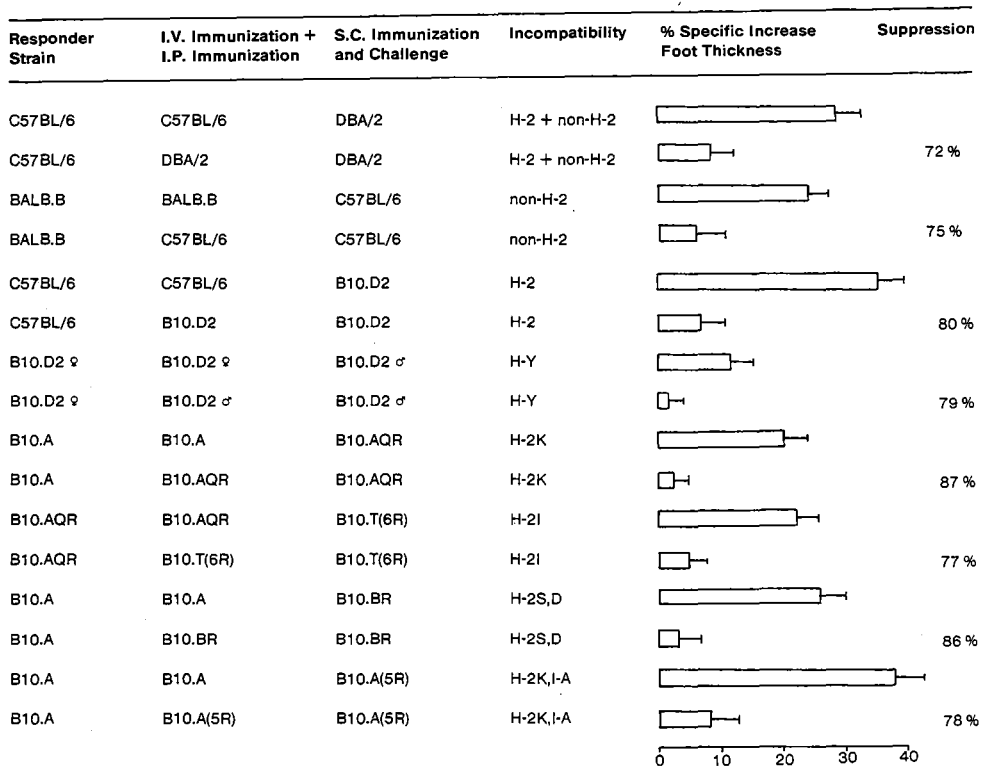 Responder Strain I.V. Immunization + I.P. Immunization S.C. Immunization and Challenge Incompatibility % Specific Increase Foot Thickness Suppression
C57BL/6 C57BL/6 DBA/2 H-2 + non-H-2
C57BL/6 DBA/2 DBA/2 H-2 + non-H-2 72 %
BALB.B BALB.B C57BL/6 non-H-2
BALB.B C57BL/6 C57BL/6 non-H-2 75 %
C57BL/6 C57BL/6 B10.D2 H-2
C57BL/6 B10.D2 B10.D2 H-2 80 %
B10.D2 ♀ B10.D2 ♀ B10.D2 ♂ H-Y
B10.D2 ♀ B10.D2 ♂ B10.D2 ♂ H-Y 79 %
B10.A B10.A B10.AQR H-2K
B10.A B10.AQR B10.AQR H-2K 87 %
B10.AQR B10.AQR B10.T(6R) H-2I
B10.AQR B10.T(6R) B10.T(6R) H-2I 77 %
B10.A B10.A B10.BR H-2S,D
B10.A B10.BR B10.BR H-2S,D 86 %
B10.A B10.A B10.A(5R) H-2K,I-A
B10.A B10.A(5R) B10.A(5R) H-2K,I-A 78 %
0 10 20 30 40